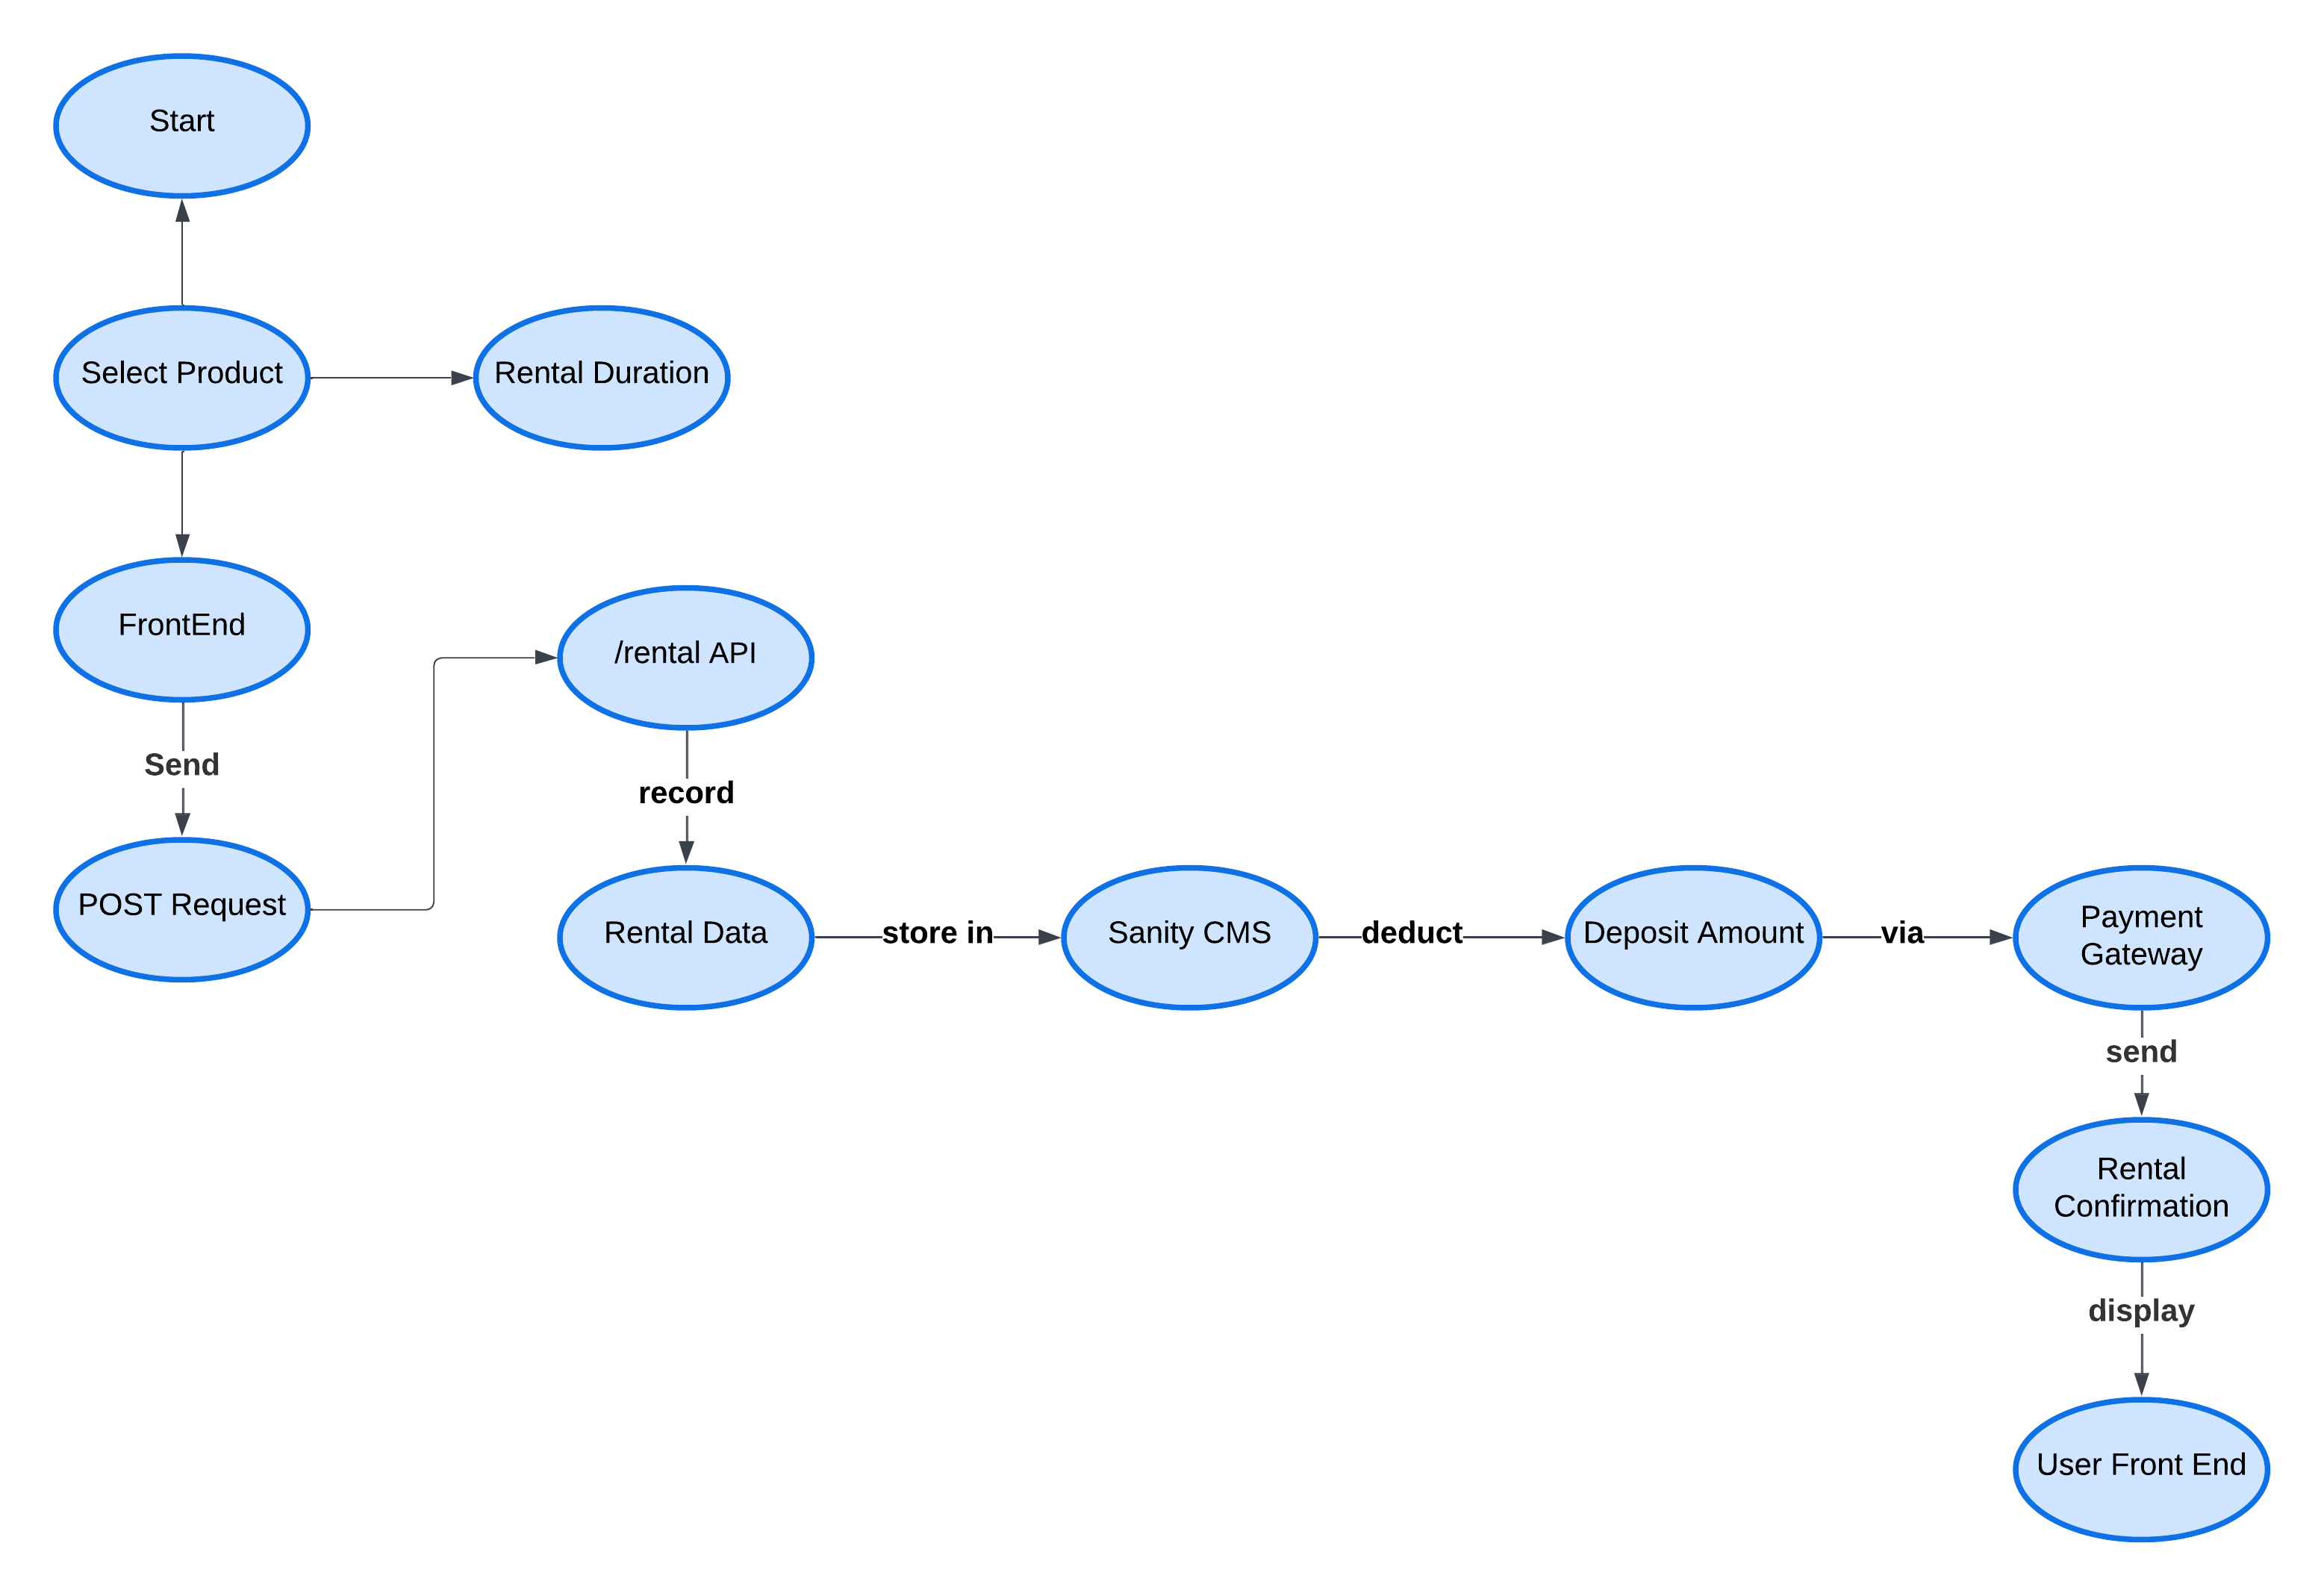 Start
Select Product
Rental Duration
FrontEnd
/rental API
Send
record
POST Request
Rental Data
store in
Sanity CMS
deduct
Deposit Amount
via
Payment
Gateway
send
Rental
Confirmation
display
User Front End